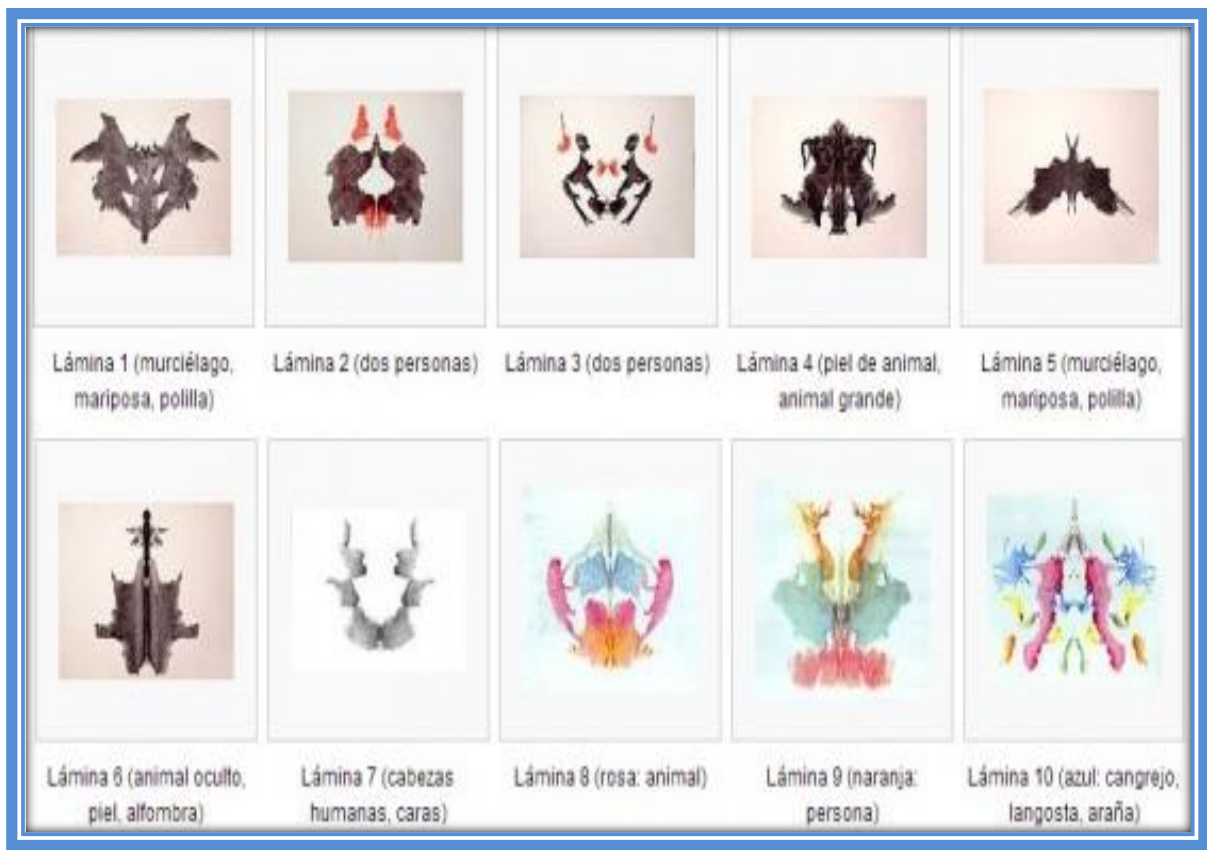 Lámina 1 (murciélago,
mariposa, polilla)
Lámina 2 (dos personas)
Lámina 3 (dos personas)
Lámina 4 (piel de animal,
animal grande)
Lámina 5 (murciélago,
mariposa, polilla)
Lámina 6 (animal oculto,
piel, alfombra)
Lámina 7 (cabezas
humanas, caras)
Lámina 8 (rosa: animal)
Lámina 9 (naranja:
persona)
Lámina 10 (azul: cangrejo,
langosta, araña)